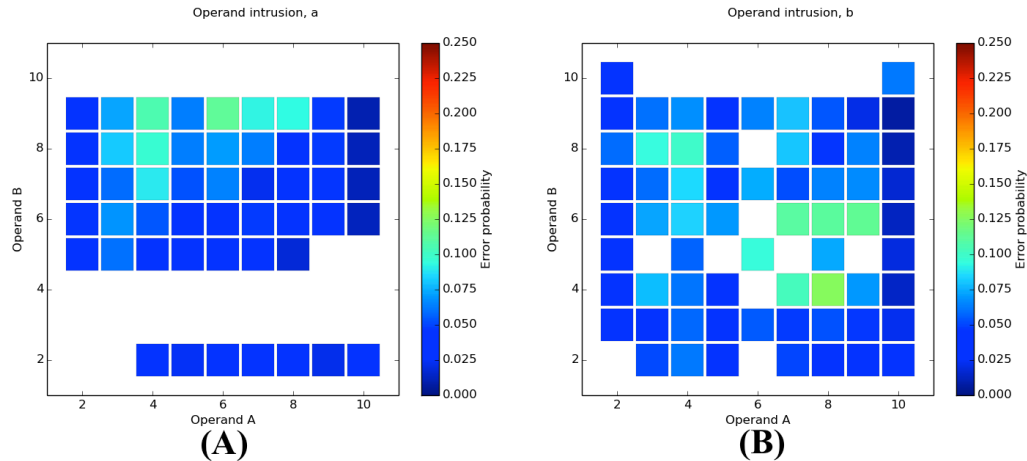 Operand intrusion, a
10
8
6
4
2
Operand B
2 4 6 8 10
Operand A
0.250
0.225
0.200
0.175
0.150
0.125
0.100
0.075
0.050
0.025
0.000
Error probability
(A)
Operand intrusion, b
10
8
6
4
2
Operand B
2 4 6 8 10
Operand A
0.250
0.225
0.200
0.175
0.150
0.125
0.100
0.075
0.050
0.025
0.000
Error probability
(B)